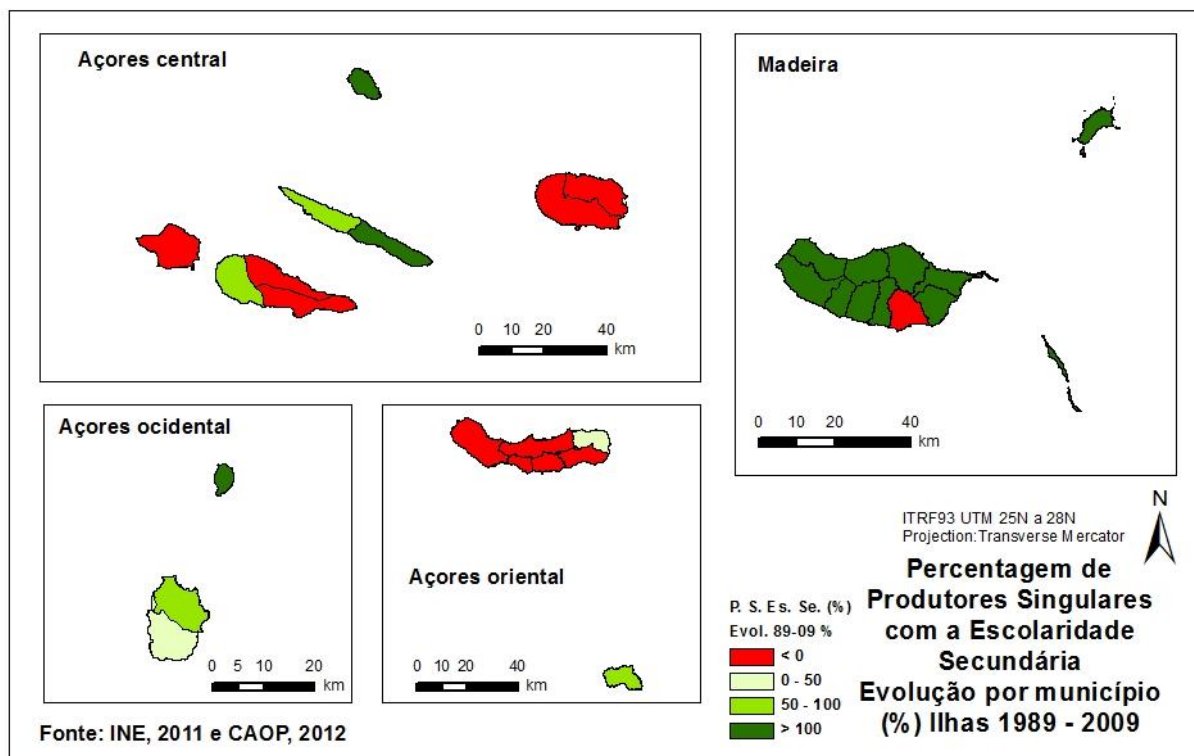 Açores central
0 10 20 40
km
Madeira
0 10 20 40
km
Açores ocidental
0 5 10 20
km
Açores oriental
0 10 20 40
km
N
ITRF93 UTM 25N a 28N
Projection:Transverse Mercator
Percentagem de
Produtores Singulares
com a Escolaridade
Secundária
Evolução por município
(%) Ilhas 1989 - 2009
P. S. Es. Se. (%)
Evol. 89-09 %
< 0
0 - 50
50 - 100
> 100
Fonte: INE, 2011 e CAOP, 2012